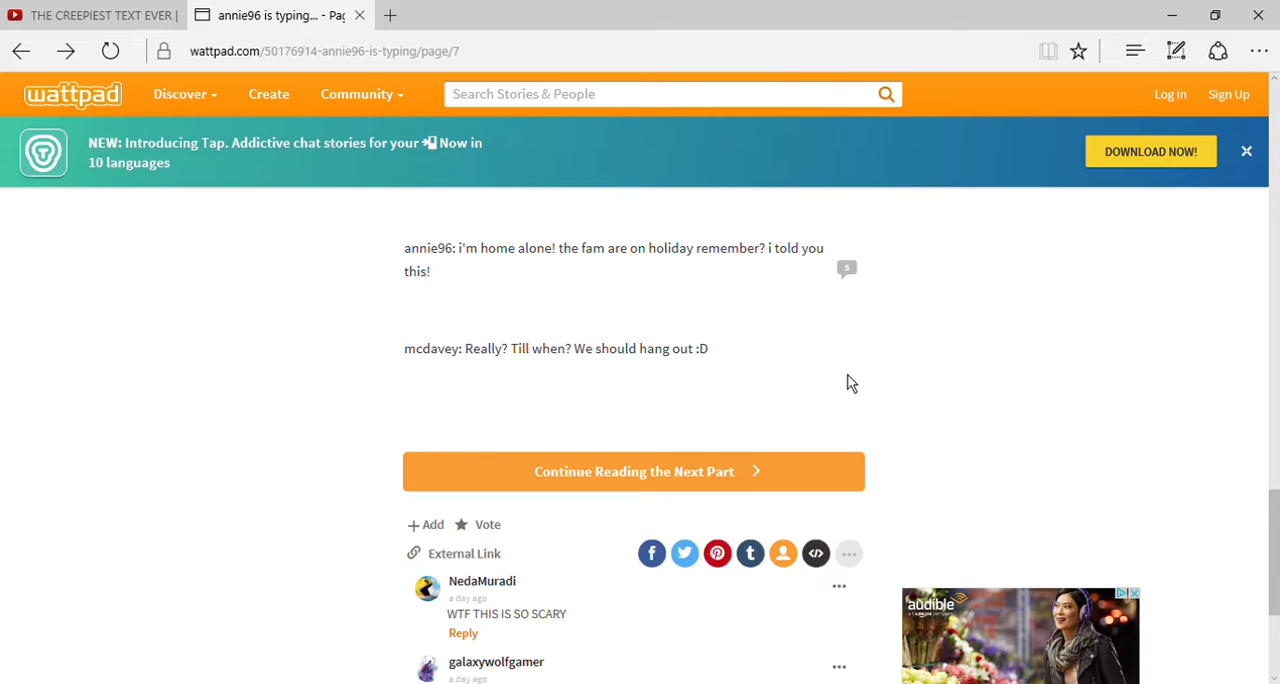 THE CREEPIEST TEXT EVER |
annie96 is typing... - Pag
wattpad.com/50176914-annie96-is-typing/page/7
wattpad Discover Create Community Search Stories & People Log in Sign Up
NEW: Introducing Tap. Addictive chat stories for your 📲 Now in
10 languages
DOWNLOAD NOW!
annie96: i'm home alone! the fam are on holiday remember? i told you
this!
5
mcdavey: Really? Till when? We should hang out :D
Continue Reading the Next Part
Add Vote
External Link
NedaMuradi
a day ago
WTF THIS IS SO SCARY
Reply
galaxywolfgamer
a day ago
audible